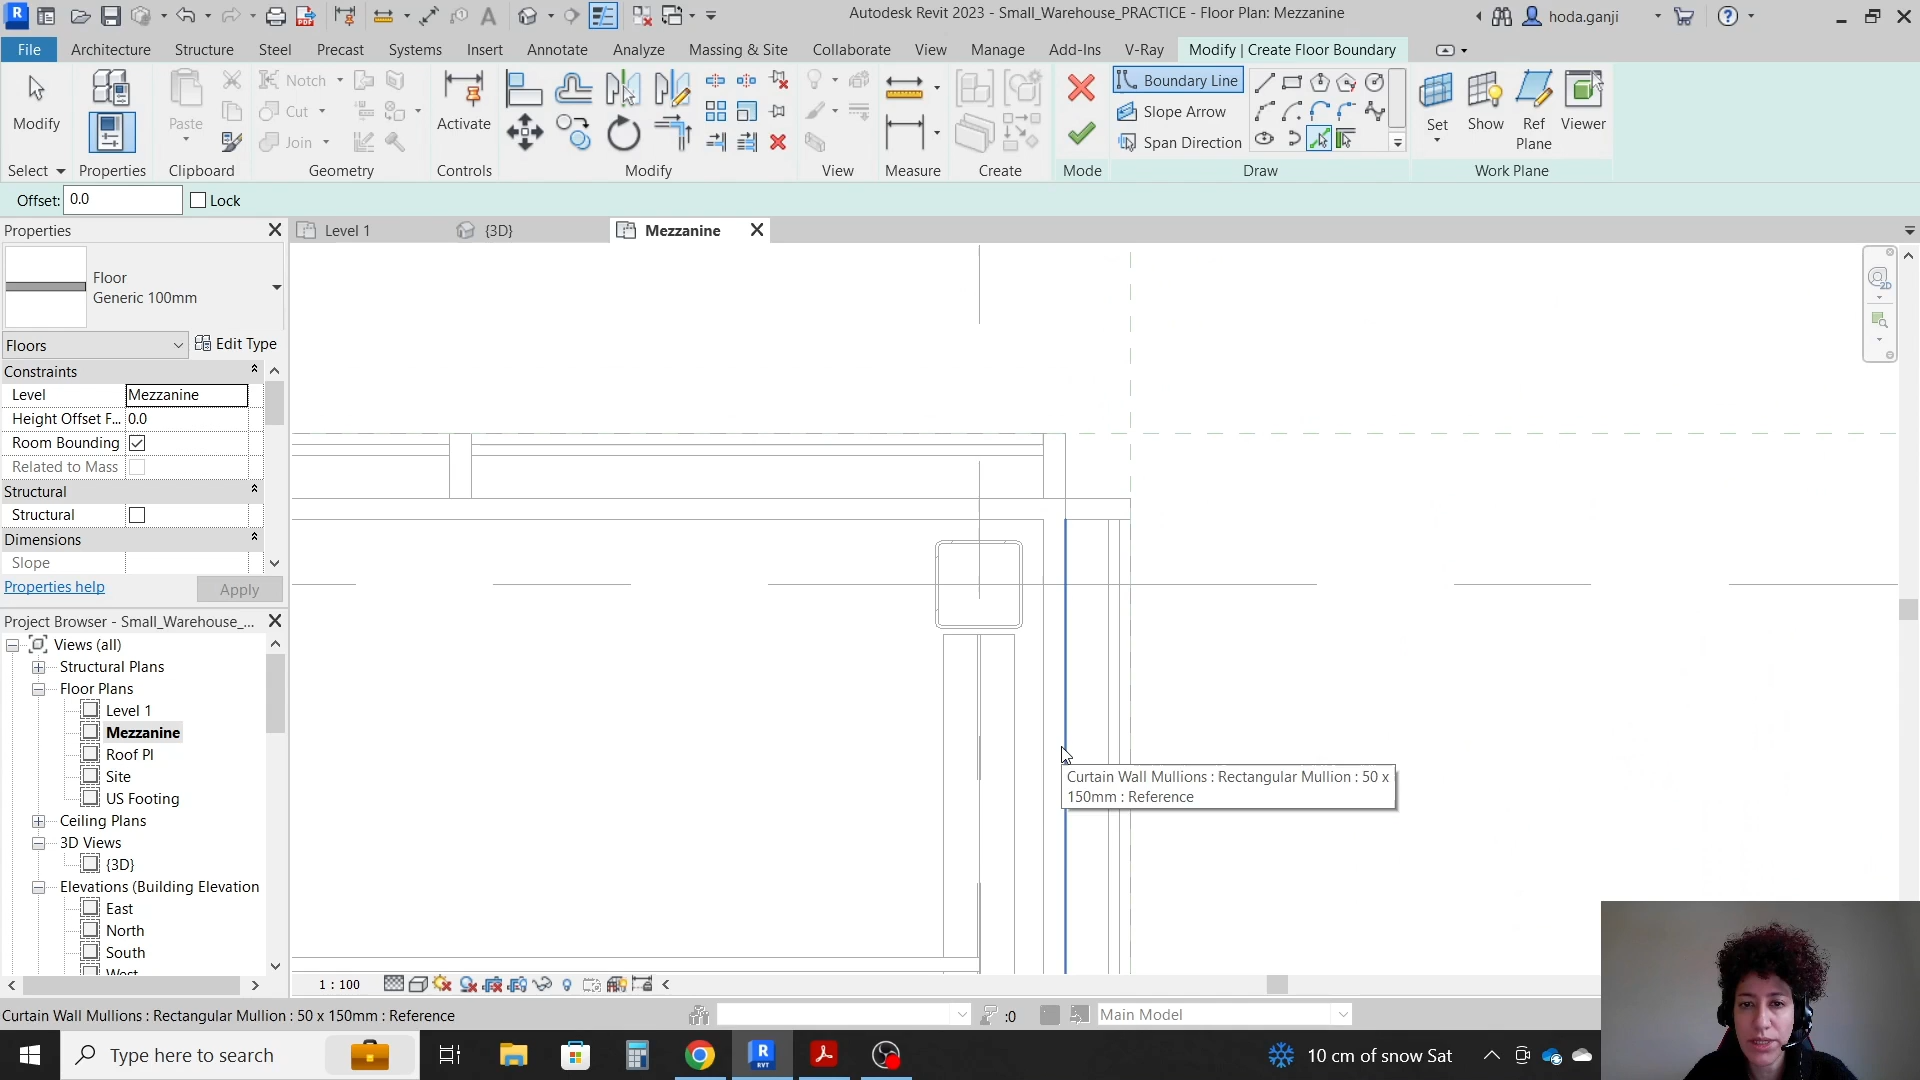 Autodesk Revit 2023 - Small_Warehouse_PRACTICE - Floor Plan: Mezzanine
hoda.ganji
File Architecture Structure Steel Precast Systems Insert Annotate Analyze Massing & Site Collaborate View Manage Add-Ins V-Ray Modify | Create Floor Boundary
Modify
Paste
Notch
Cut
Join
Activate
Boundary Line
Slope Arrow
Span Direction
Set
Show
Ref Plane
Viewer
Select Properties Clipboard Geometry Controls Modify View Measure Create Mode Draw Work Plane
Offset: 0.0 Lock
Properties
Level 1 {3D} Mezzanine
Floor
Generic 100mm
Floors Edit Type
Constraints
Level Mezzanine
Height Offset F... 0.0
Room Bounding
Related to Mass
Structural
Structural
Dimensions
Slope
Properties help Apply
Project Browser - Small_Warehouse_...
Views (all)
Structural Plans
Floor Plans
Level 1
Mezzanine
Roof Pl
Site
US Footing
Ceiling Plans
3D Views
{3D}
Elevations (Building Elevation
East
North
South
West
2D
Curtain Wall Mullions : Rectangular Mullion : 50 x
150mm : Reference
1 : 100
Curtain Wall Mullions : Rectangular Mullion : 50 x 150mm : Reference
:0
Main Model
Type here to search
10 cm of snow Sat